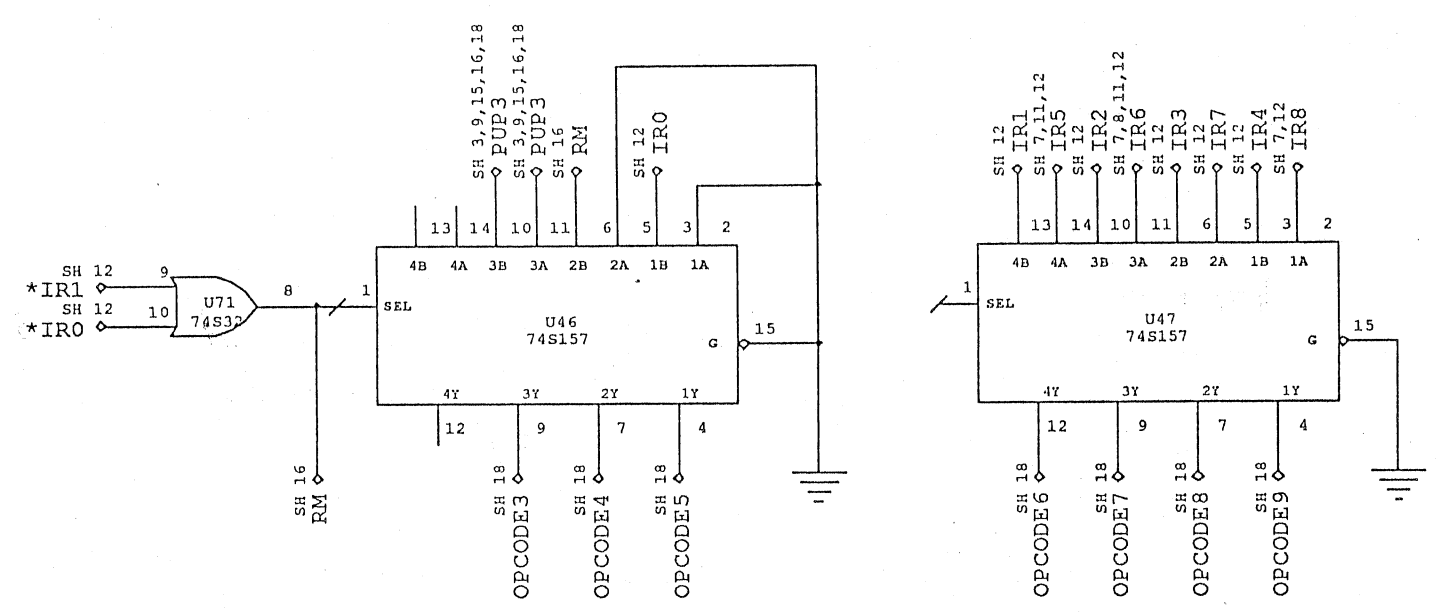 SH 3,9,15,16,18
PUP3
SH 3,9,15,16,18
PUP3
SH 16
RM
SH 12
IR0
13 14 10 11 6 5 3 2
4B 4A 3B 3A 2B 2A 1B 1A
SH 12
*IR1
9
SH 12
*IR0
10
U71
74S32
8
1
SEL
U46
74S157
G
15
4Y 3Y 2Y 1Y
12 9 7 4
SH 16
RM
SH 18
OPCODE3
SH 18
OPCODE4
SH 18
OPCODE5
SH 12
IR1
SH 7,11,12
IR5
SH 12
IR2
SH 7,8,11,12
IR6
SH 12
IR3
SH 12
IR7
SH 12
IR4
SH 7,12
IR8
13 14 10 11 6 5 3 2
4B 4A 3B 3A 2B 2A 1B 1A
1
SEL
U47
74S157
G
15
4Y 3Y 2Y 1Y
12 9 7 4
SH 18
OPCODE6
SH 18
OPCODE7
SH 18
OPCODE8
SH 18
OPCODE9